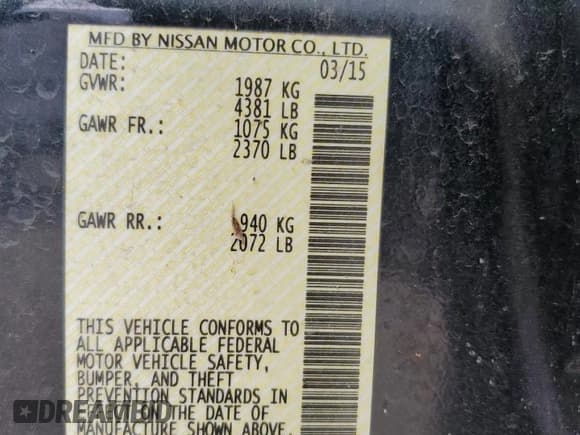 MFD BY NISSAN MOTOR CO., LTD.
DATE: 03/15
GVWR: 1987 KG
4381 LB
GAWR FR.: 1075 KG
2370 LB
GAWR RR.: 940 KG
2072 LB
THIS VEHICLE CONFORMS TO
ALL APPLICABLE FEDERAL
MOTOR VEHICLE SAFETY,
BUMPER, AND THEFT
PREVENTION STANDARDS IN
ON THE DATE OF
MANUFACTURE SHOWN ABOVE.